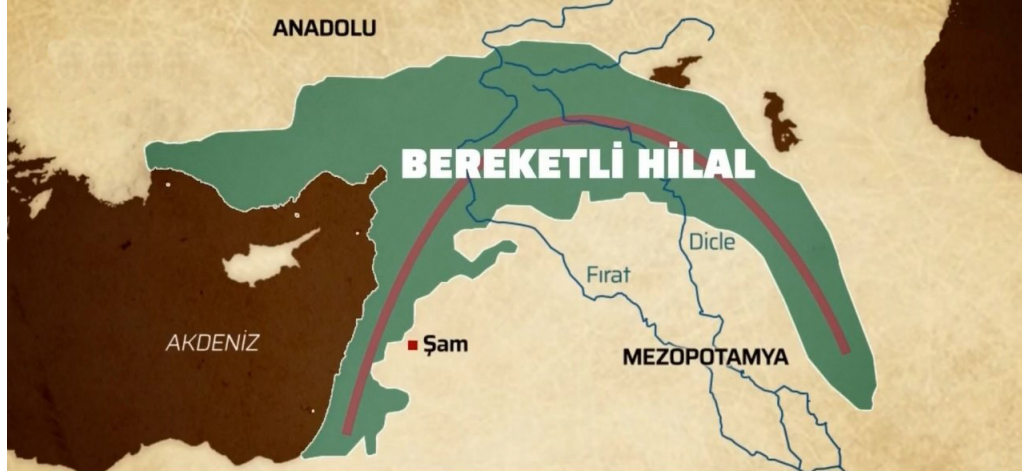 ANADOLU
BEREKETLİ HİLAL
Dicle
Fırat
AKDENİZ
Şam
MEZOPOTAMYA